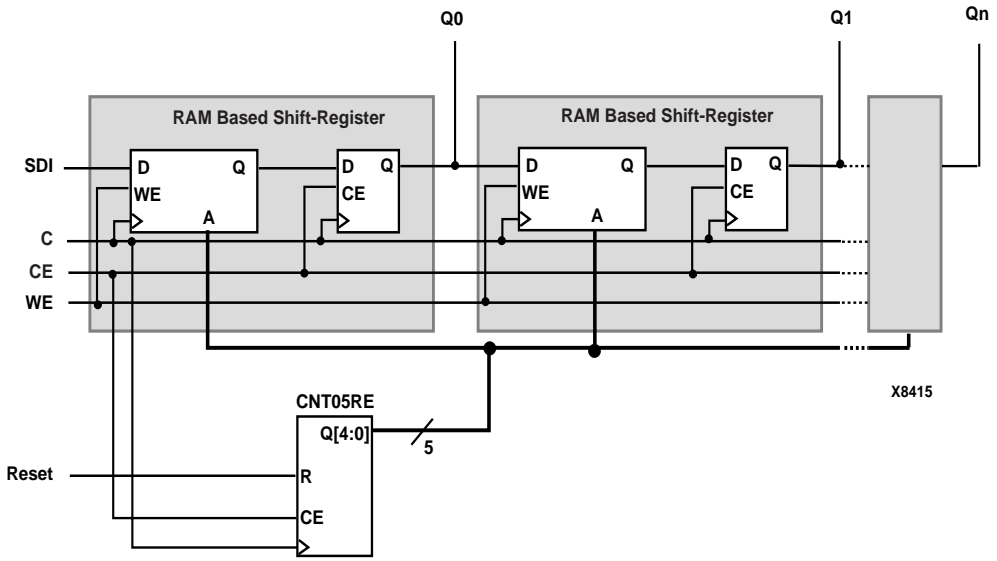 Q0
Q1
Qn
RAM Based Shift-Register
RAM Based Shift-Register
SDI
D
Q
D
Q
D
Q
D
Q
WE
CE
WE
CE
A
A
C
CE
WE
X8415
CNT05RE
Q[4:0]
5
Reset
R
CE